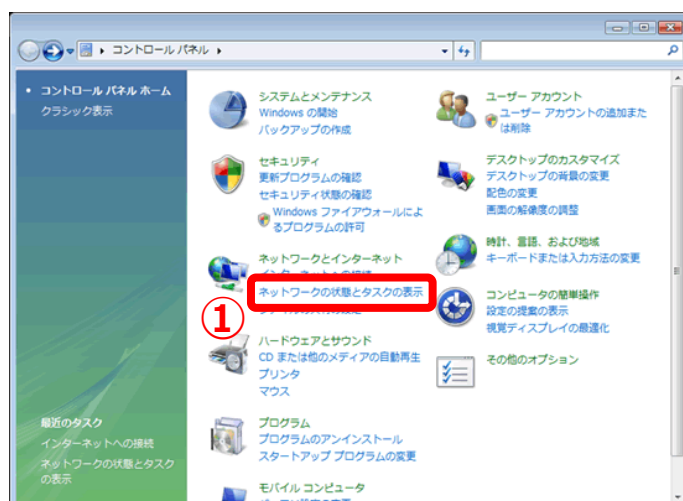 コントロール パネル
コントロール パネル ホーム
クラシック表示
最近のタスク
インターネットへの接続
ネットワークの状態とタスク
の表示
システムとメンテナンス
Windows の開始
バックアップの作成
セキュリティ
更新プログラムの確認
セキュリティ状態の確認
Windows ファイアウォールによ
るプログラムの許可
ネットワークとインターネット
ネットワークの状態とタスクの表示
①
ハードウェアとサウンド
CD または他のメディアの自動再生
プリンタ
マウス
プログラム
プログラムのアンインストール
スタートアップ プログラムの変更
モバイル コンピュータ
ユーザー アカウント
ユーザー アカウントの追加また
は削除
デスクトップのカスタマイズ
デスクトップの背景の変更
配色の変更
画面の解像度の調整
時計、言語、および地域
キーボードまたは入力方法の変更
コンピュータの簡単操作
設定の提案の表示
視覚ディスプレイの最適化
その他のオプション